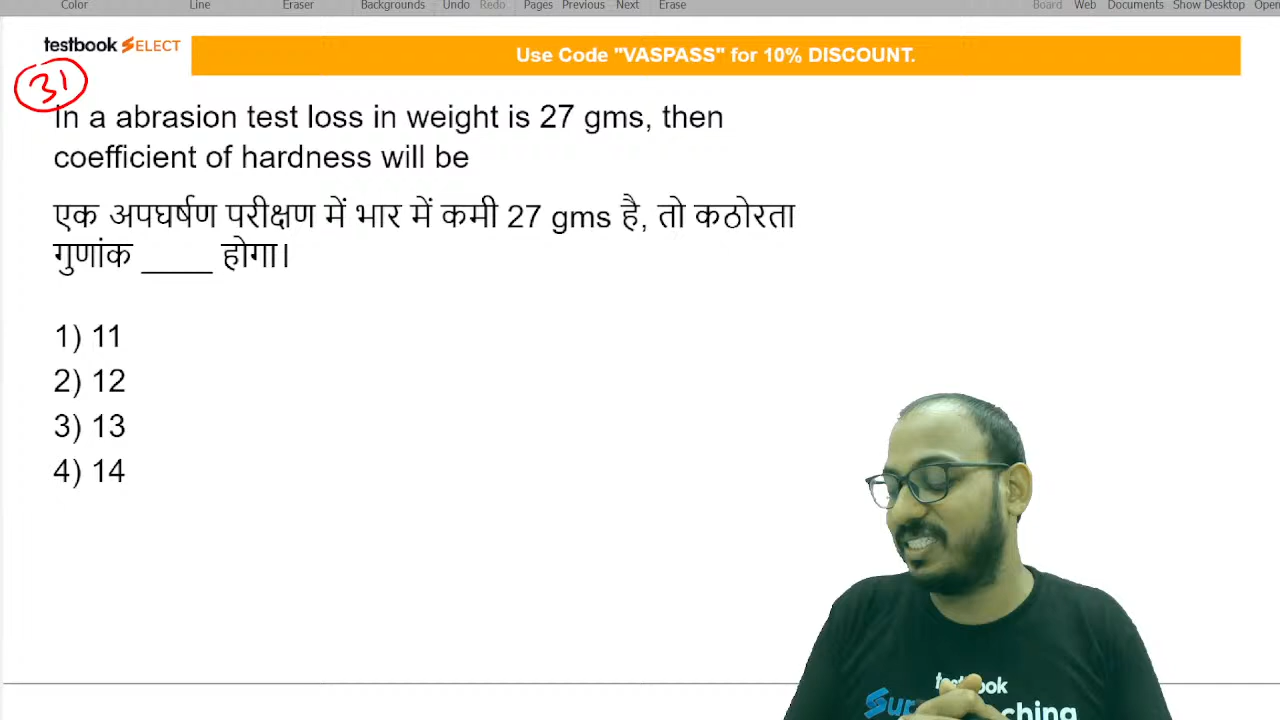 Color Line Eraser Backgrounds Undo Redo Pages Previous Next Erase Board Web Documents Show Desktop Open
testbook SELECT
Use Code "VASPASS" for 10% DISCOUNT.
31
In a abrasion test loss in weight is 27 gms, then
coefficient of hardness will be
एक अपघर्षण परीक्षण में भार में कमी 27 gms है, तो कठोरता
गुणांक ____ होगा।
1) 11
2) 12
3) 13
4) 14